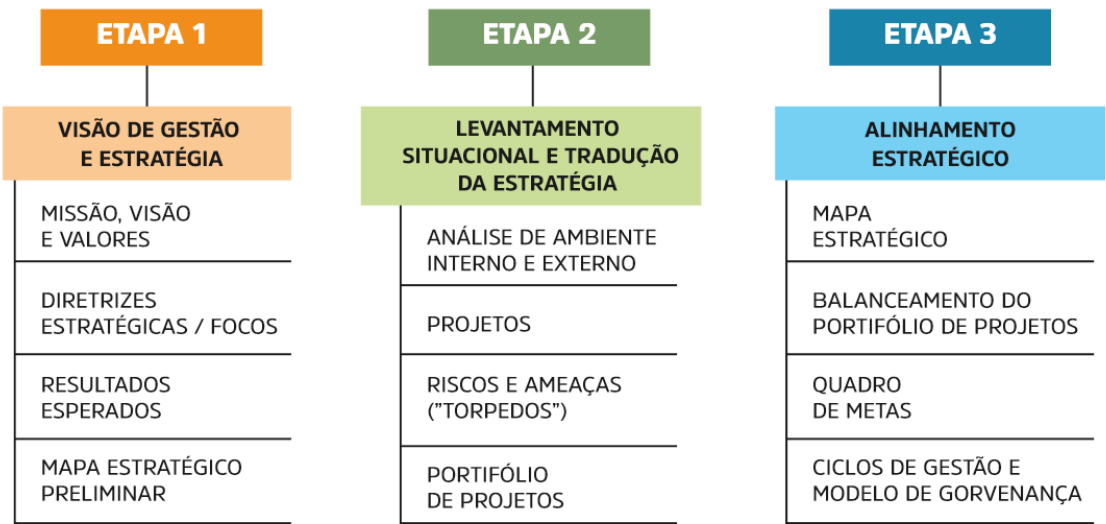 ETAPA 1
VISÃO DE GESTÃO
E ESTRATÉGIA
MISSÃO, VISÃO
E VALORES
DIRETRIZES
ESTRATÉGICAS / FOCOS
RESULTADOS
ESPERADOS
MAPA ESTRATÉGICO
PRELIMINAR
ETAPA 2
LEVANTAMENTO
SITUACIONAL E TRADUÇÃO
DA ESTRATÉGIA
ANÁLISE DE AMBIENTE
INTERNO E EXTERNO
PROJETOS
RISCOS E AMEAÇAS
("TORPEDOS”)
PORTIFÓLIO
DE PROJETOS
ETAPA 3
ALINHAMENTO
ESTRATÉGICO
MAPA
ESTRATÉGICO
BALANCEAMENTO DO
PORTIFÓLIO DE PROJETOS
QUADRO
DE METAS
CICLOS DE GESTÃO E
MODELO DE GORVENANÇA